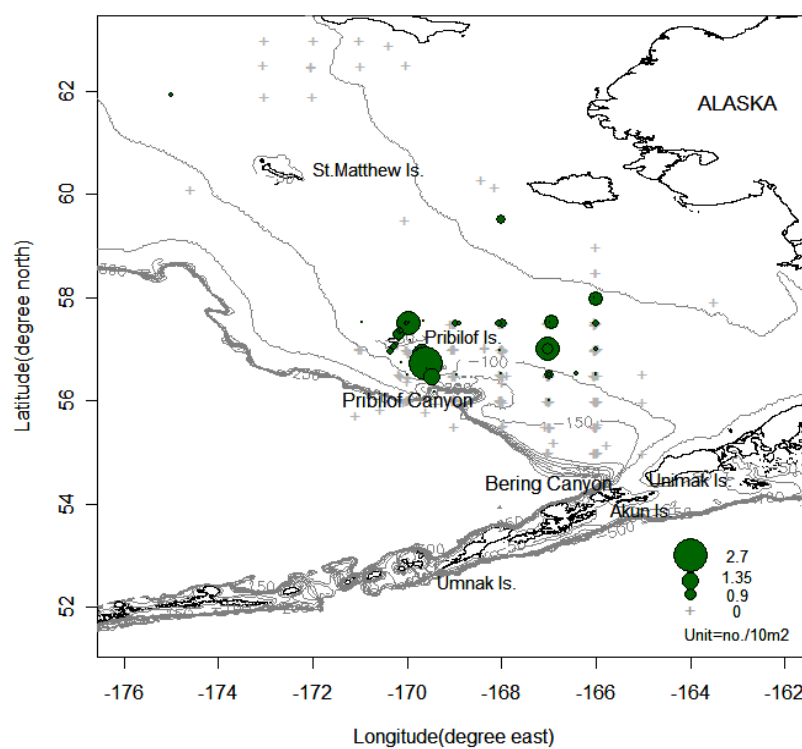 62
60
58
56
54
52
Latitude(degree north)
ALASKA
St.Matthew Is.
Pribilof Is.
-100
Pribilof Canyon
-150
Bering Canyon
Unimak Is.
Akun Is.
Umnak Is.
2.7
1.35
0.9
0
Unit=no./10m2
-176
-174
-172
-170
-168
-166
-164
-162
Longitude(degree east)